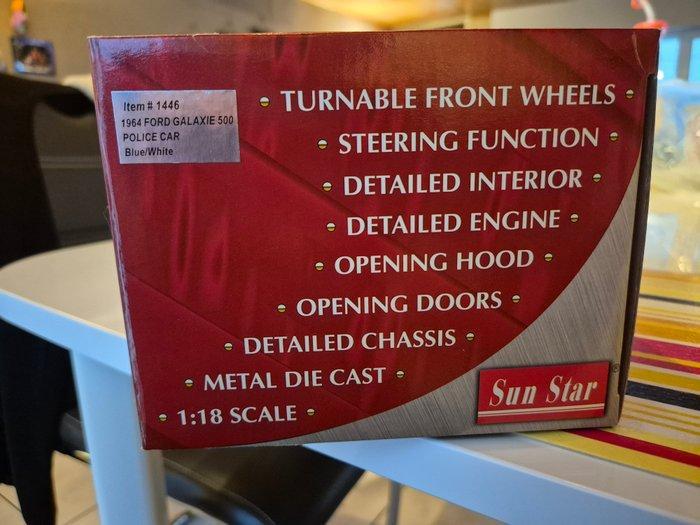 Item # 1446
1964 FORD GALAXIE 500
POLICE CAR
Blue/White
• TURNABLE FRONT WHEELS •
• STEERING FUNCTION •
• DETAILED INTERIOR •
• DETAILED ENGINE •
• OPENING HOOD •
• OPENING DOORS •
• DETAILED CHASSIS •
• METAL DIE CAST •
• 1:18 SCALE •
Sun Star ®